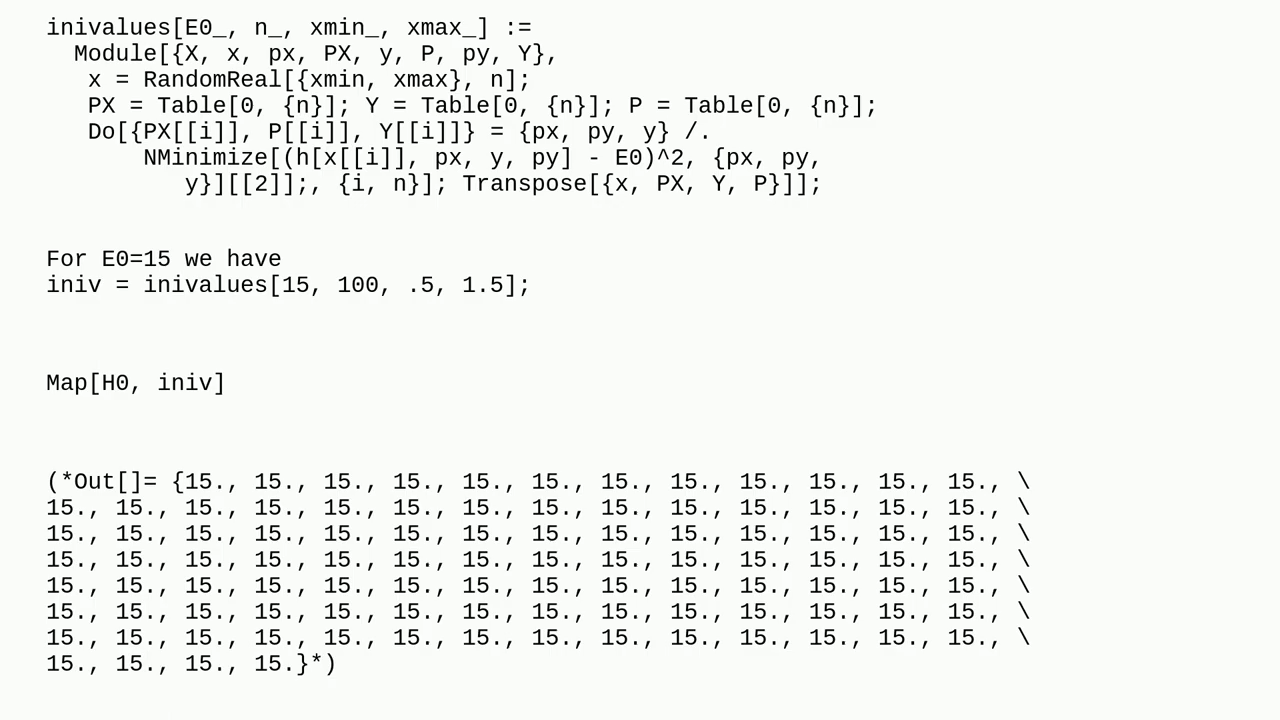 inivalues[E0_, n_, xmin_, xmax_] :=
Module[{X, x, px, PX, y, P, py, Y},
x = RandomReal[{xmin, xmax}, n];
PX = Table[0, {n}]; Y = Table[0, {n}]; P = Table[0, {n}];
Do[{PX[[i]], P[[i]], Y[[i]]} = {px, py, y} /.
NMinimize[(h[x[[i]], px, y, py] - E0)^2, {px, py,
y}][[2]];, {i, n}]; Transpose[{x, PX, Y, P}]];
For E0=15 we have
iniv = inivalues[15, 100, .5, 1.5];
Map[H0, iniv]
(*Out[]= {15., 15., 15., 15., 15., 15., 15., 15., 15., 15., 15., 15., \
15., 15., 15., 15., 15., 15., 15., 15., 15., 15., 15., 15., 15., 15., \
15., 15., 15., 15., 15., 15., 15., 15., 15., 15., 15., 15., 15., 15., \
15., 15., 15., 15., 15., 15., 15., 15., 15., 15., 15., 15., 15., 15., \
15., 15., 15., 15., 15., 15., 15., 15., 15., 15., 15., 15., 15., 15., \
15., 15., 15., 15., 15., 15., 15., 15., 15., 15., 15., 15., 15., 15., \
15., 15., 15., 15., 15., 15., 15., 15., 15., 15., 15., 15., 15., 15., \
15., 15., 15., 15.}*)